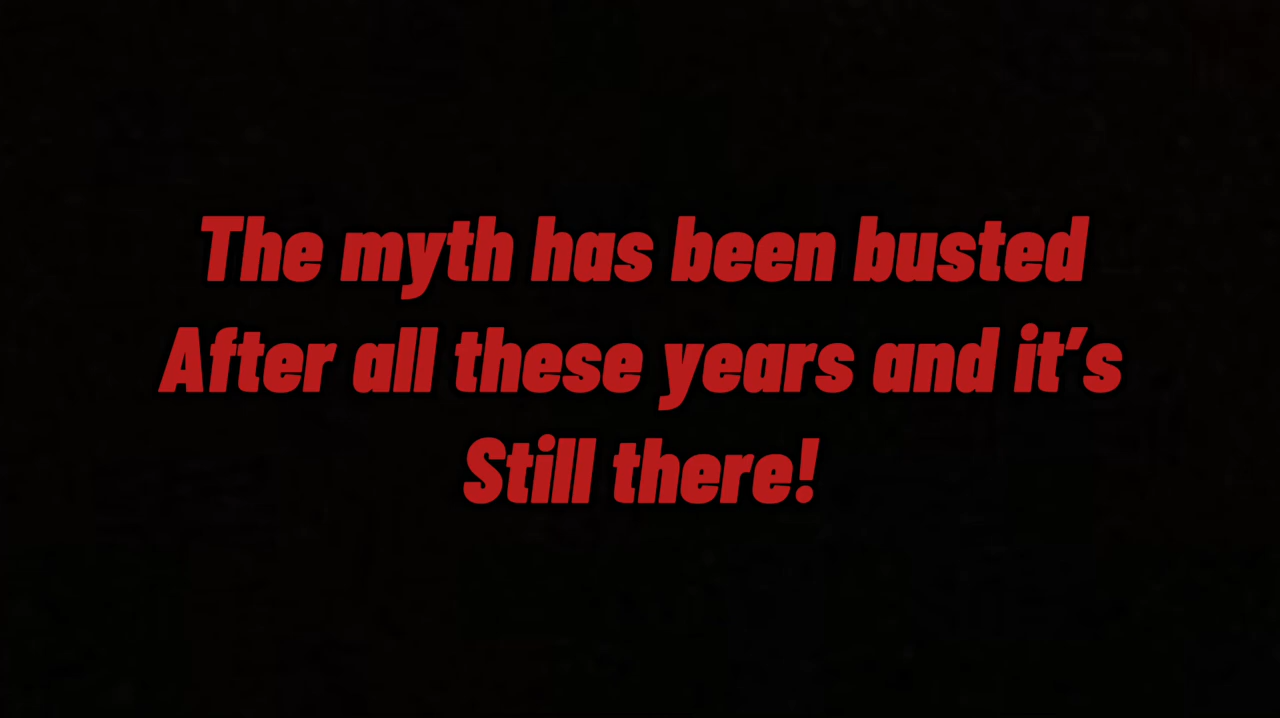 The myth has been busted
After all these years and it’s
Still there!